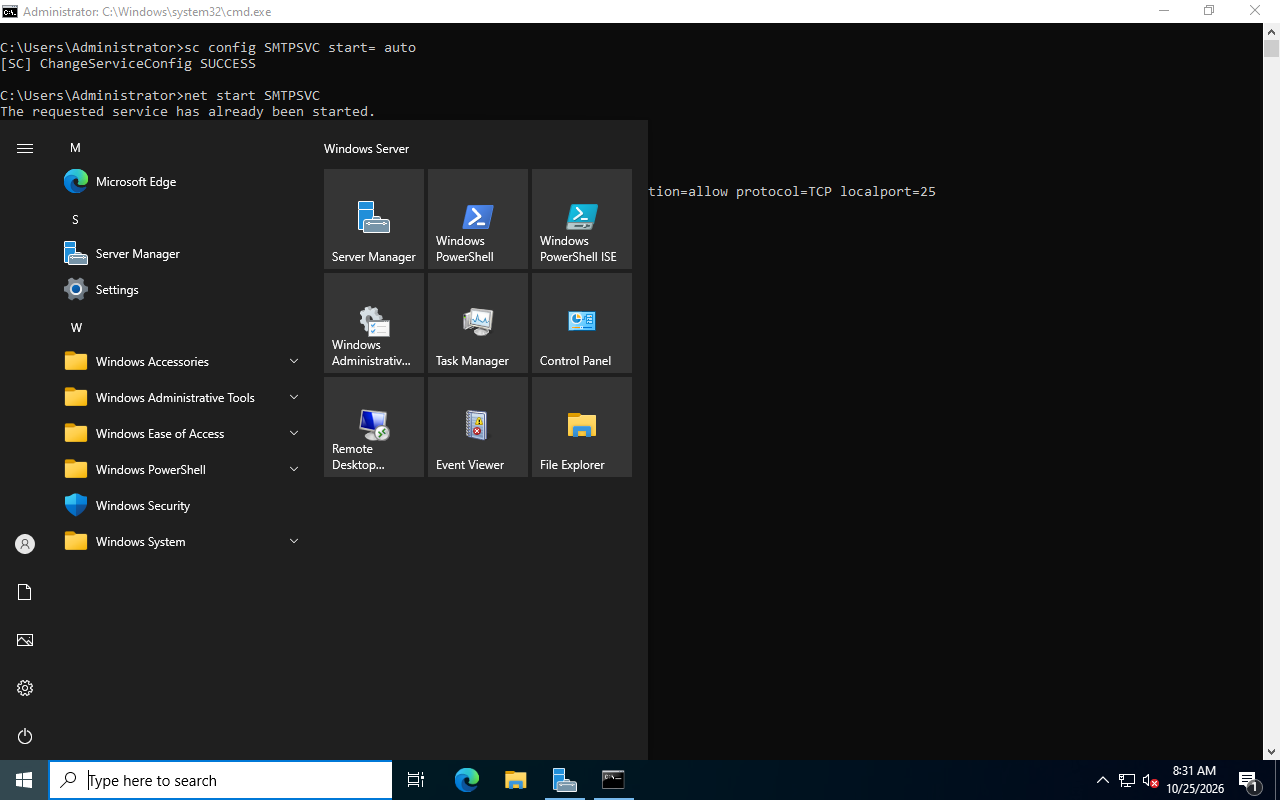 Administrator: C:\Windows\system32\cmd.exe
C:\Users\Administrator>sc config SMTPSVC start= auto
[SC] ChangeServiceConfig SUCCESS
C:\Users\Administrator>net start SMTPSVC
The requested service has already been started.
tion=allow protocol=TCP localport=25
M
Microsoft Edge
S
Server Manager
Settings
W
Windows Accessories
Windows Administrative Tools
Windows Ease of Access
Windows PowerShell
Windows Security
Windows System
Windows Server
Server Manager
Windows
PowerShell
Windows
PowerShell ISE
Windows
Administrativ...
Task Manager
Control Panel
Remote
Desktop...
Event Viewer
File Explorer
Type here to search
8:31 AM
10/25/2026
1